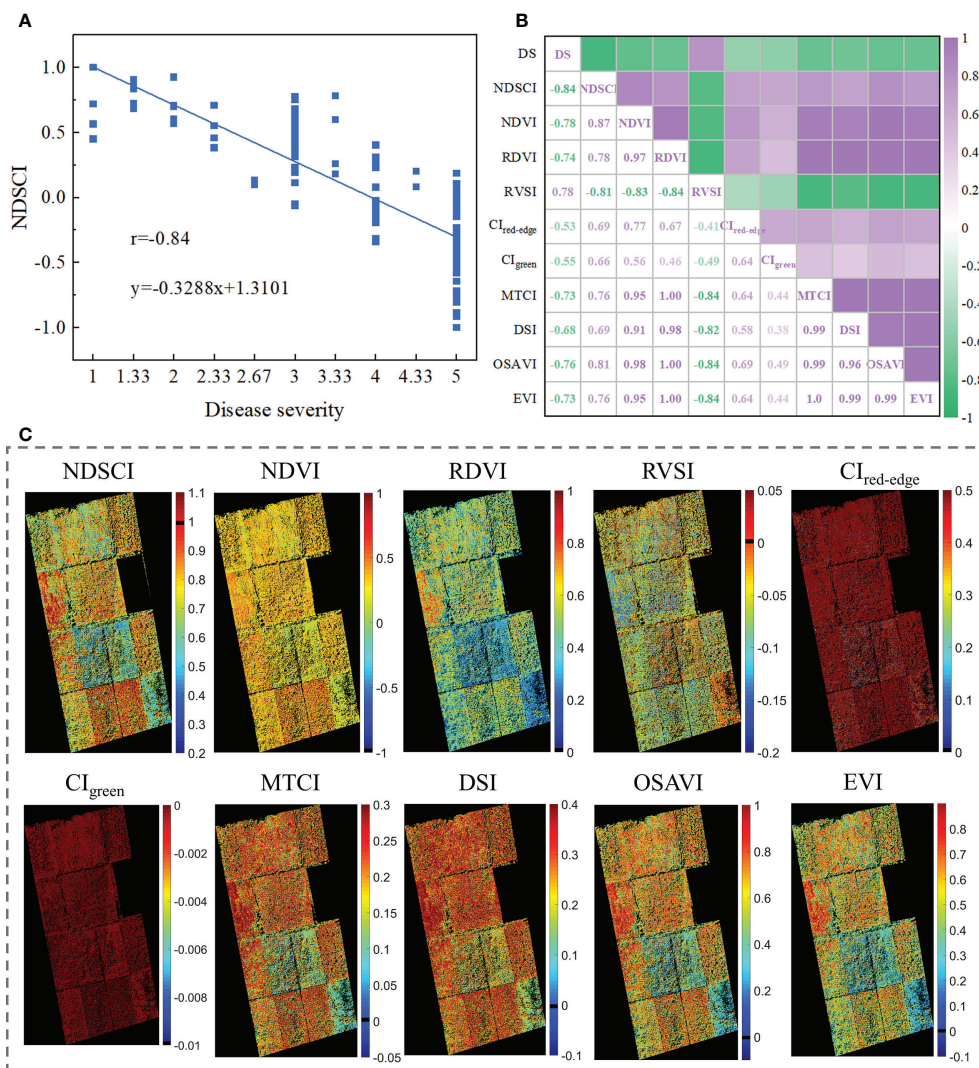 A
NDSCI
1.0
0.5
0.0
-0.5
-1.0
r=-0.84
y=-0.3288x+1.3101
1 1.33 2 2.33 2.67 3 3.33 4 4.33 5
Disease severity
B
DS DS
NDSCI -0.84 NDSCI
NDVI -0.78 0.87 NDVI
RDVI -0.74 0.78 0.97 RDVI
RVSI 0.78 -0.81 -0.83 -0.84 RVSI
CIred-edge -0.53 0.69 0.77 0.67 -0.41 CIred-edge
CIgreen -0.55 0.66 0.56 0.46 -0.49 0.64 CIgreen
MTCI -0.73 0.76 0.95 1.00 -0.84 0.64 0.44 MTCI
DSI -0.68 0.69 0.91 0.98 -0.82 0.58 0.38 0.99 DSI
OSAVI -0.76 0.81 0.98 1.00 -0.84 0.69 0.49 0.99 0.96 OSAVI
EVI -0.73 0.76 0.95 1.00 -0.84 0.64 0.44 1.0 0.99 0.99 EVI
1
0.8
0.6
0.4
0.2
0
-0.2
-0.4
-0.6
-0.8
-1
C
NDSCI
1.1
1
0.9
0.8
0.7
0.6
0.5
0.4
0.3
0.2
NDVI
1
0.5
0
-0.5
-1
RDVI
1
0.8
0.6
0.4
0.2
0
RVSI
0.05
0
-0.05
-0.1
-0.15
-0.2
CIred-edge
0.5
0.4
0.3
0.2
0.1
0
CIgreen
0
-0.002
-0.004
-0.006
-0.008
-0.01
MTCI
0.3
0.25
0.2
0.15
0.1
0.05
0
-0.05
DSI
0.4
0.3
0.2
0.1
0
-0.1
OSAVI
1
0.8
0.6
0.4
0.2
0
EVI
0.8
0.7
0.6
0.5
0.4
0.3
0.2
0.1
0
-0.1